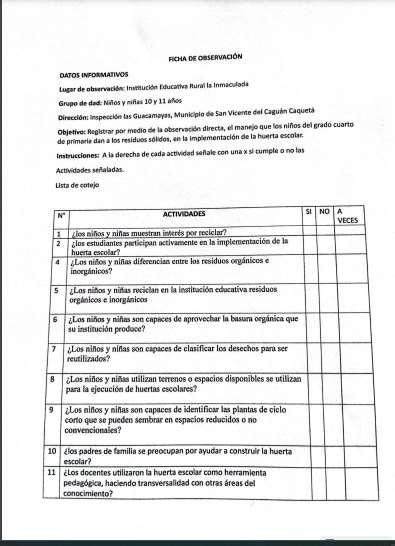 FICHA DE OBSERVACIÓN
DATOS INFORMATIVOS
Lugar de observación: Institución Educativa Rural la Inmaculada
Grupo de dad: Niños y niñas 10 y 11 años
Dirección: Inspección las Guacamayas, Municipio de San Vicente del Caguán Caquetá
Objetivo: Registrar por medio de la observación directa, el manejo que los niños del grado cuarto
de primaria dan a los residuos sólidos, en la implementación de la huerta escolar.
Instrucciones: A la derecha de cada actividad señale con una x si cumple o no las
Actividades señaladas.
Lista de cotejo
N° ACTIVIDADES SI NO A
VECES
1 ¿los niños y niñas muestran interés por reciclar?
2 ¿los estudiantes participan activamente en la implementación de la
huerta escolar?
4 ¿Los niños y niñas diferencian entre los residuos orgánicos e
inorgánicos?
5 ¿Los niños y niñas reciclan en la institución educativa residuos
orgánicos e inorgánicos
6 ¿Los niños y niñas son capaces de aprovechar la basura orgánica que
su institución produce?
7 ¿Los niños y niñas son capaces de clasificar los desechos para ser
reutilizados?
8 ¿Los niños y niñas utilizan terrenos o espacios disponibles se utilizan
para la ejecución de huertas escolares?
9 ¿Los niños y niñas son capaces de identificar las plantas de ciclo
corto que se pueden sembrar en espacios reducidos o no
convencionales?
10 ¿los padres de familia se preocupan por ayudar a construir la huerta
escolar?
11 ¿Los docentes utilizaron la huerta escolar como herramienta
pedagógica, haciendo transversalidad con otras áreas del
conocimiento?